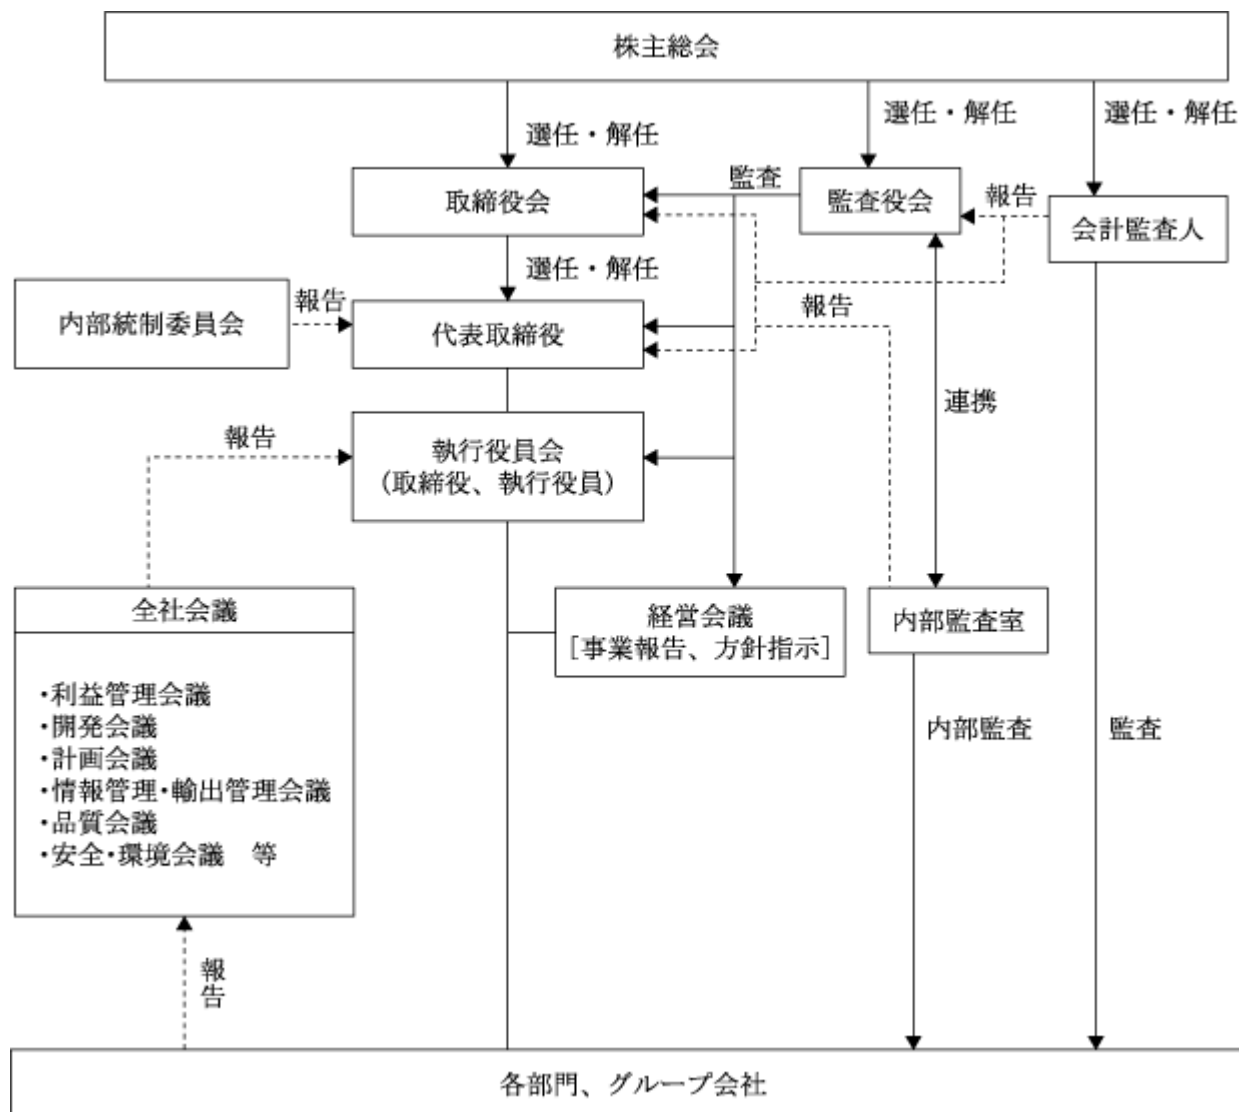 株主総会
選任・解任
選任・解任
選任・解任
取締役会
監査
監査役会
報告
会計監査人
選任・解任
内部統制委員会
報告
代表取締役
報告
連携
報告
執行役員会
(取締役、執行役員)
全社会議
・利益管理会議
・開発会議
・計画会議
・情報管理・輸出管理会議
・品質会議
・安全・環境会議　等
経営会議
[事業報告、方針指示]
内部監査室
内部監査
監査
報告
各部門、グループ会社